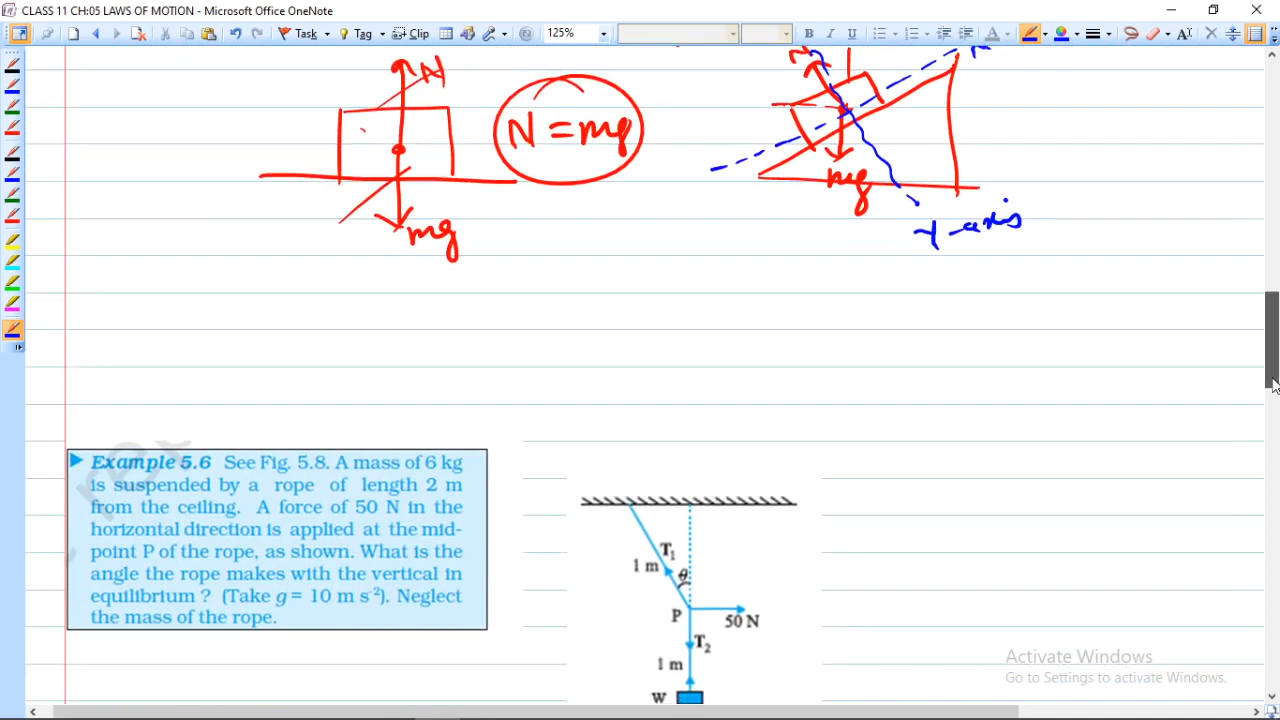 CLASS 11 CH:05 LAWS OF MOTION - Microsoft Office OneNote
Task Tag Clip 125% B I U
N
N = mg
mg
N
mg
Y-axis
Example 5.6 See Fig. 5.8. A mass of 6 kg
is suspended by a rope of length 2 m
from the ceiling. A force of 50 N in the
horizontal direction is applied at the mid-
point P of the rope, as shown. What is the
angle the rope makes with the vertical in
equilibrium ? (Take g = 10 m s⁻²). Neglect
the mass of the rope.
T₁
1 m
θ
P
50 N
T₂
1 m
W
Activate Windows
Go to Settings to activate Windows.